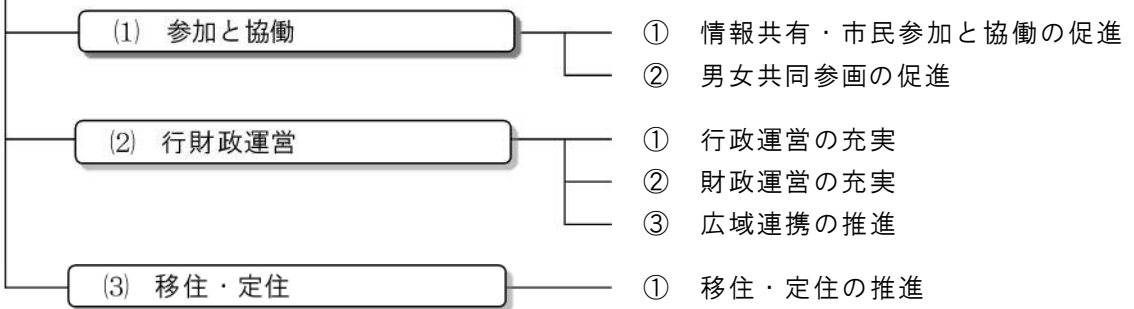 ⑴ 参加と協働
① 情報共有・市民参加と協働の促進
② 男女共同参画の促進
⑵ 行財政運営
① 行政運営の充実
② 財政運営の充実
③ 広域連携の推進
⑶ 移住・定住
① 移住・定住の推進